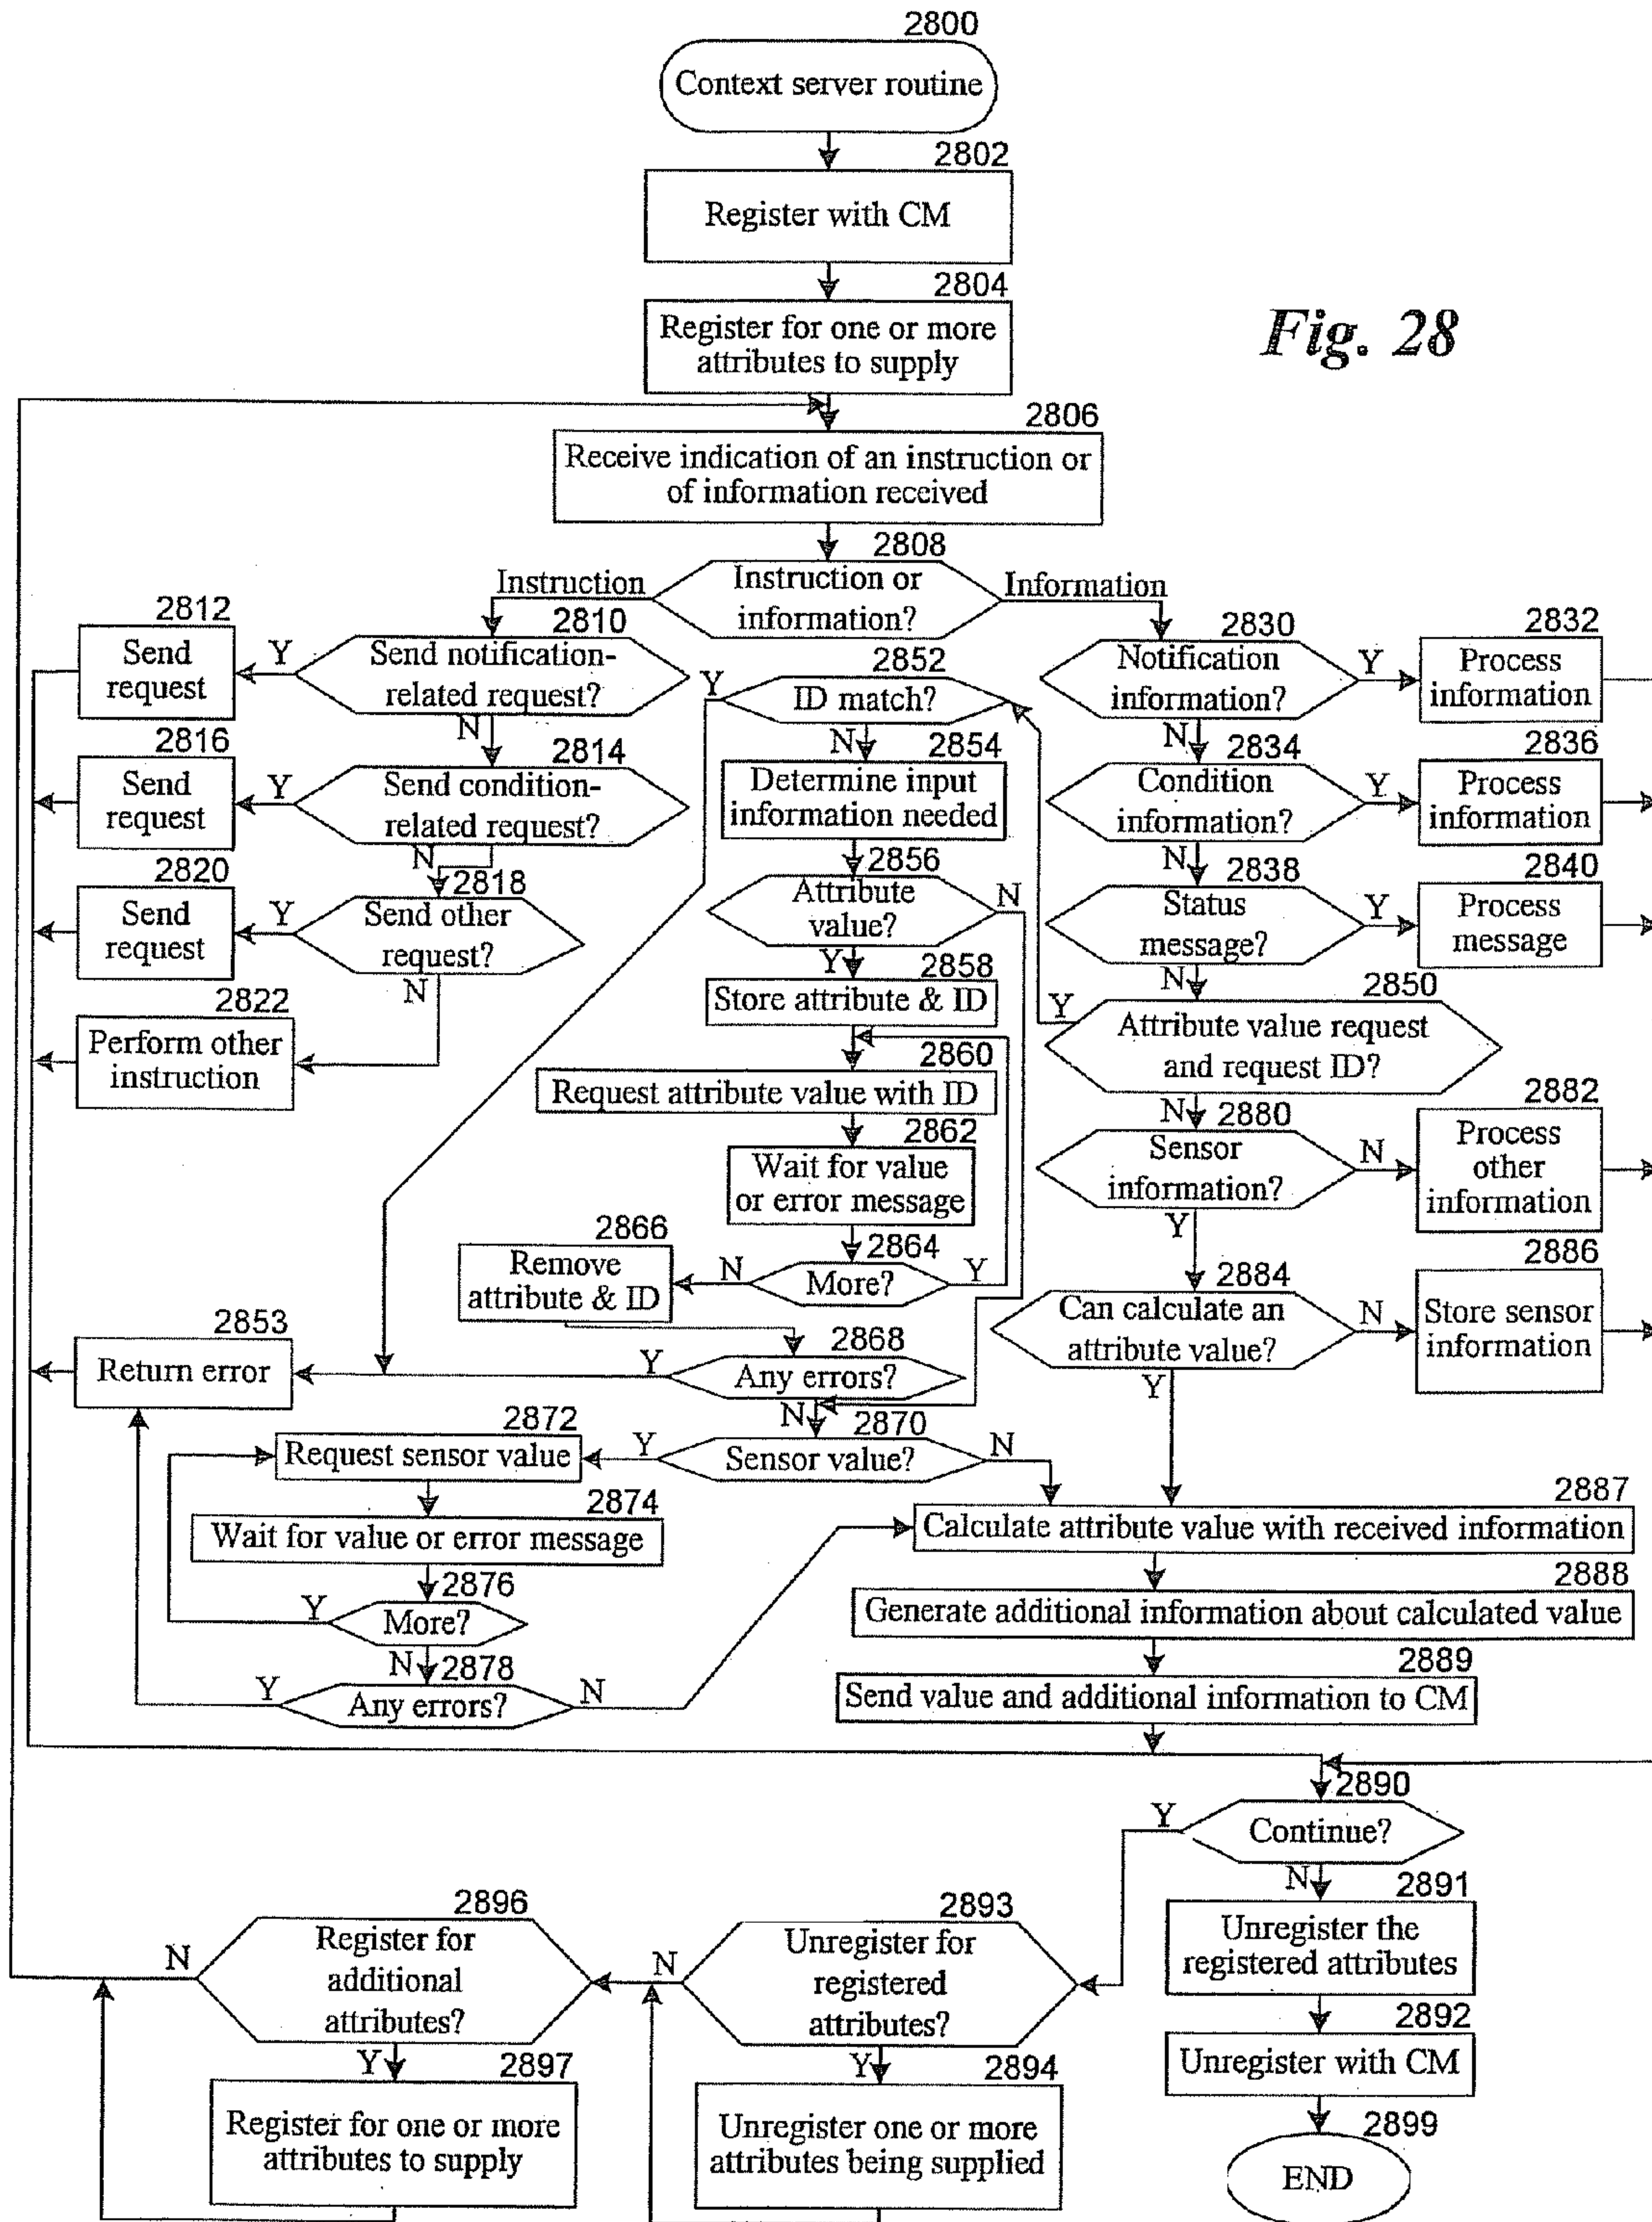 2800
Context server routine
2802
Register with CM
2804
Register for one or more
attributes to supply
Fig. 28
2806
Receive indication of an instruction or
of information received
2808
Instruction or
information?
Instruction
Information
2810
Send notification-
related request?
Y
N
2812
Send
request
2814
Send condition-
related request?
Y
N
2816
Send
request
2818
Send other
request?
Y
N
2820
Send
request
2822
Perform other
instruction
2830
Notification
information?
Y
N
2832
Process
information
2834
Condition
information?
Y
N
2836
Process
information
2838
Status
message?
Y
N
2840
Process
message
2850
Attribute value request
and request ID?
Y
N
2852
ID match?
Y
N
2853
Return error
2854
Determine input
information needed
2856
Attribute
value?
N
Y
2858
Store attribute & ID
2860
Request attribute value with ID
2862
Wait for value
or error message
2864
More?
N
Y
2866
Remove
attribute & ID
2868
Any errors?
Y
N
2870
Sensor value?
Y
N
2872
Request sensor value
2874
Wait for value or error message
2876
More?
Y
N
2878
Any errors?
Y
N
2880
Sensor
information?
N
Y
2882
Process
other
information
2884
Can calculate an
attribute value?
N
Y
2886
Store sensor
information
2887
Calculate attribute value with received information
2888
Generate additional information about calculated value
2889
Send value and additional information to CM
2890
Continue?
Y
N
2891
Unregister the
registered attributes
2892
Unregister with CM
2899
END
2893
Unregister for
registered
attributes?
N
Y
2894
Unregister one or more
attributes being supplied
2896
Register for
additional
attributes?
N
Y
2897
Register for one or more
attributes to supply